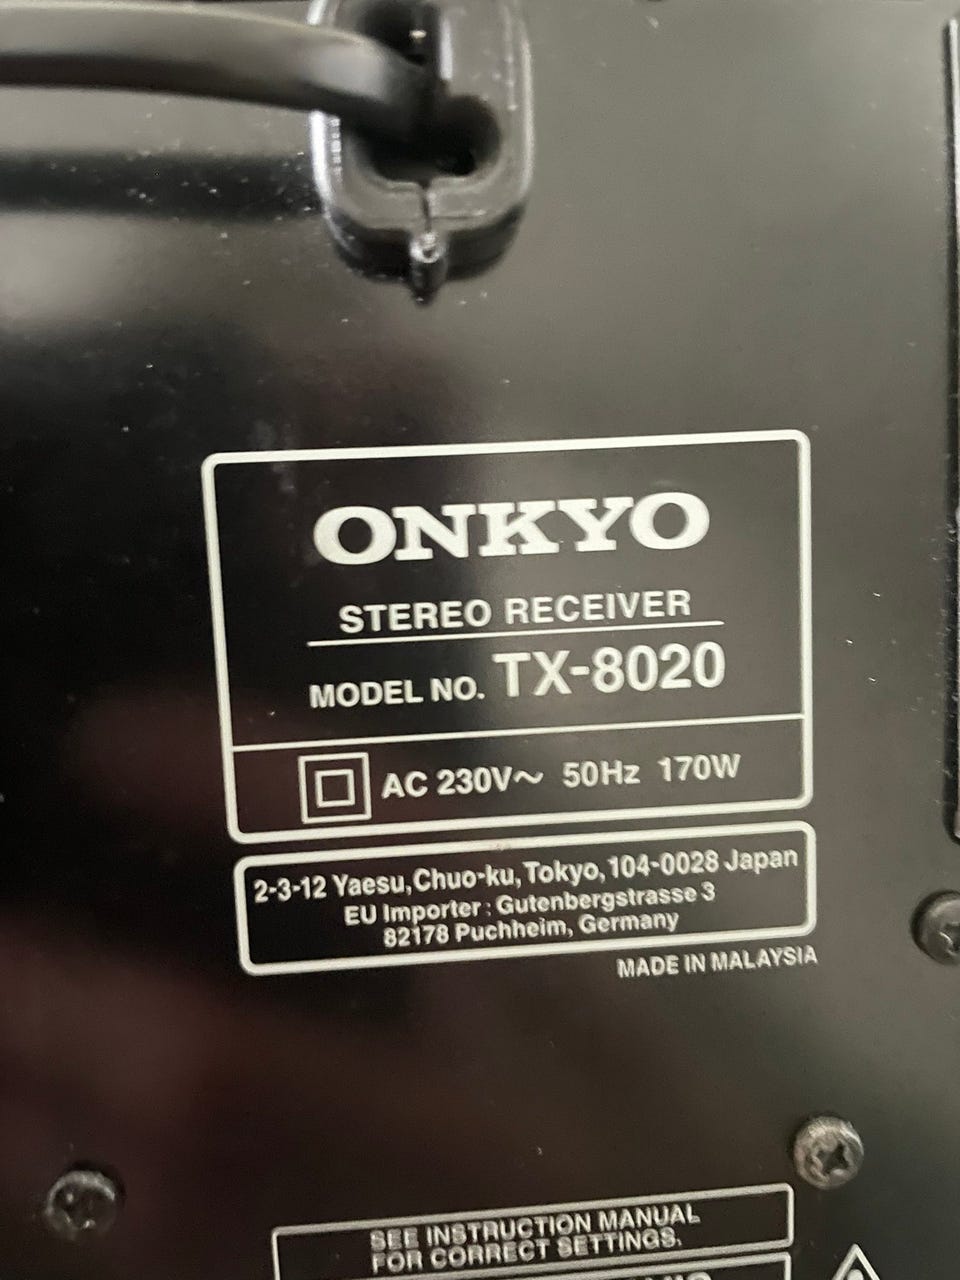 ONKYO
STEREO RECEIVER
MODEL NO. TX-8020
AC 230V~ 50Hz 170W
2-3-12 Yaesu, Chuo-ku, Tokyo, 104-0028 Japan
EU Importer : Gutenbergstrasse 3
82178 Puchheim, Germany
MADE IN MALAYSIA
SEE INSTRUCTION MANUAL
FOR CORRECT SETTINGS.